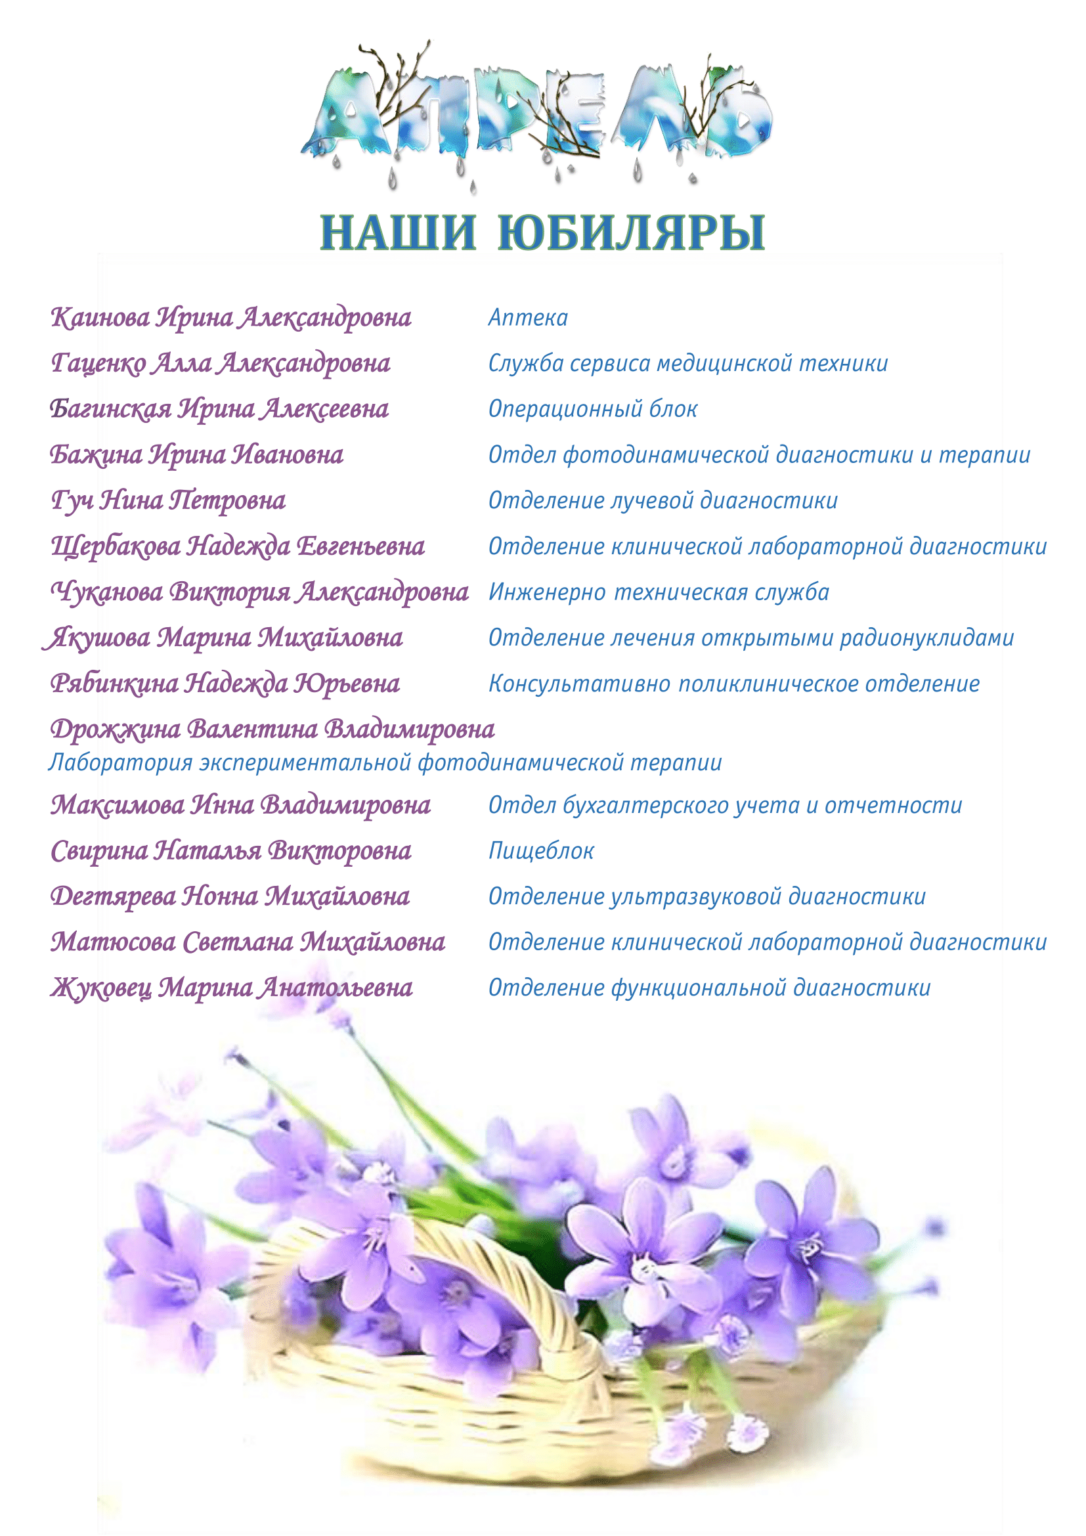 АПРЕЛЬ
НАШИ ЮБИЛЯРЫ
Каинова Ирина Александровна Аптека
Гаценко Алла Александровна Служба сервиса медицинской техники
Багинская Ирина Алексеевна Операционный блок
Бажина Ирина Ивановна Отдел фотодинамической диагностики и терапии
Гуч Нина Петровна Отделение лучевой диагностики
Щербакова Надежда Евгеньевна Отделение клинической лабораторной диагностики
Чуканова Виктория Александровна Инженерно техническая служба
Якушова Марина Михайловна Отделение лечения открытыми радионуклидами
Рябинкина Надежда Юрьевна Консультативно поликлиническое отделение
Дрожжина Валентина Владимировна
Лаборатория экспериментальной фотодинамической терапии
Максимова Инна Владимировна Отдел бухгалтерского учета и отчетности
Свирина Наталья Викторовна Пищеблок
Дегтярева Нонна Михайловна Отделение ультразвуковой диагностики
Матюсова Светлана Михайловна Отделение клинической лабораторной диагностики
Жуковец Марина Анатольевна Отделение функциональной диагностики